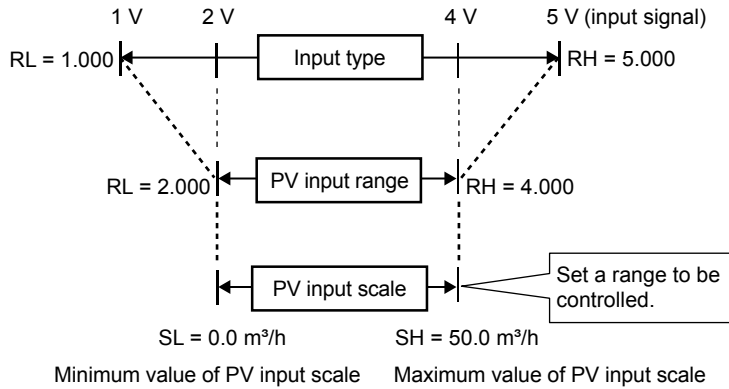 1 V 2 V 4 V 5 V (input signal)
RL = 1.000 Input type RH = 5.000
RL = 2.000 PV input range RH = 4.000
PV input scale
Set a range to be
controlled.
SL = 0.0 m³/h SH = 50.0 m³/h
Minimum value of PV input scale Maximum value of PV input scale